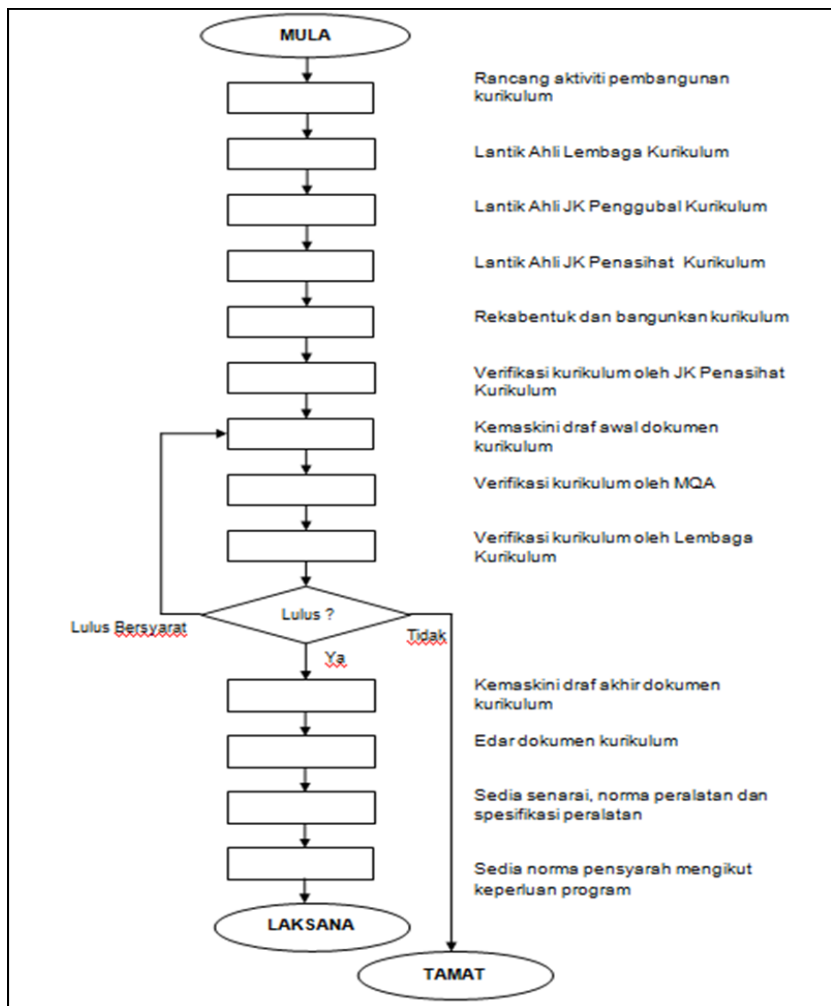 MULA
Rancang aktiviti pembangunan
kurikulum
Lantik Ahli Lembaga Kurikulum
Lantik Ahli JK Penggubal Kurikulum
Lantik Ahli JK Penasihat Kurikulum
Rekabentuk dan bangunkan kurikulum
Verifikasi kurikulum oleh JK Penasihat
Kurikulum
Kemaskini draf awal dokumen
kurikulum
Verifikasi kurikulum oleh MQA
Verifikasi kurikulum oleh Lembaga
Kurikulum
Lulus ?
Lulus Bersyarat
Tidak
Ya
Kemaskini draf akhir dokumen
kurikulum
Edar dokumen kurikulum
Sedia senarai, norma peralatan dan
spesifikasi peralatan
Sedia norma pensyarah mengikut
keperluan program
LAKSANA
TAMAT